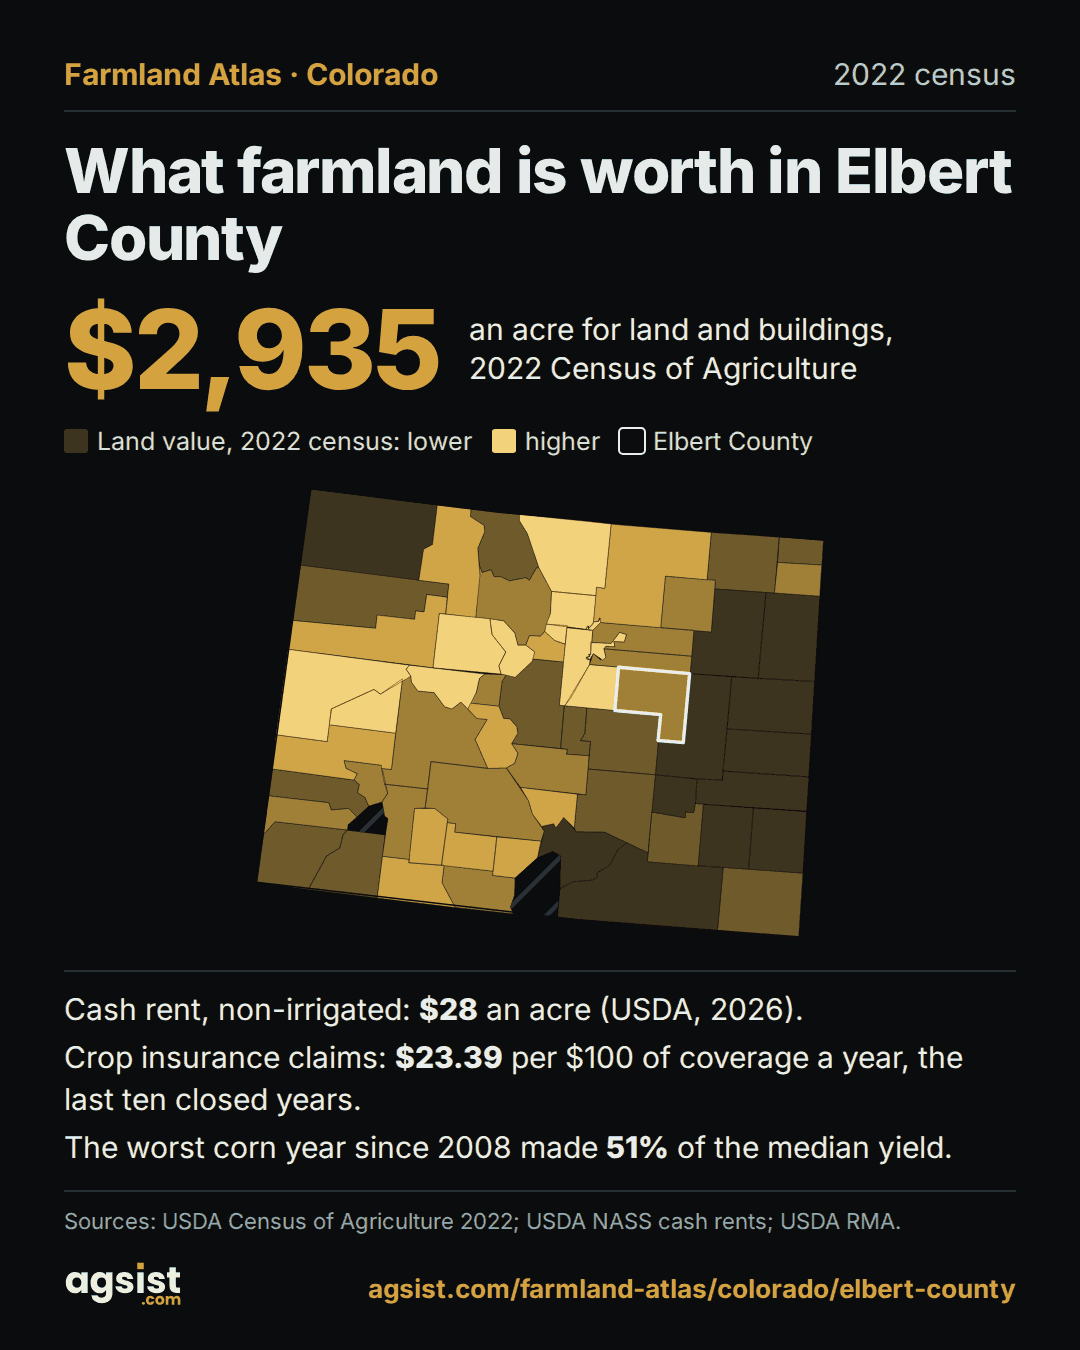 Farmland Atlas · Colorado
2022 census
What farmland is worth in Elbert
County
$2,935
an acre for land and buildings,
2022 Census of Agriculture
Land value, 2022 census: lower
higher
Elbert County
Cash rent, non-irrigated: $28 an acre (USDA, 2026).
Crop insurance claims: $23.39 per $100 of coverage a year, the
last ten closed years.
The worst corn year since 2008 made 51% of the median yield.
Sources: USDA Census of Agriculture 2022; USDA NASS cash rents; USDA RMA.
agsist
.com
agsist.com/farmland-atlas/colorado/elbert-county